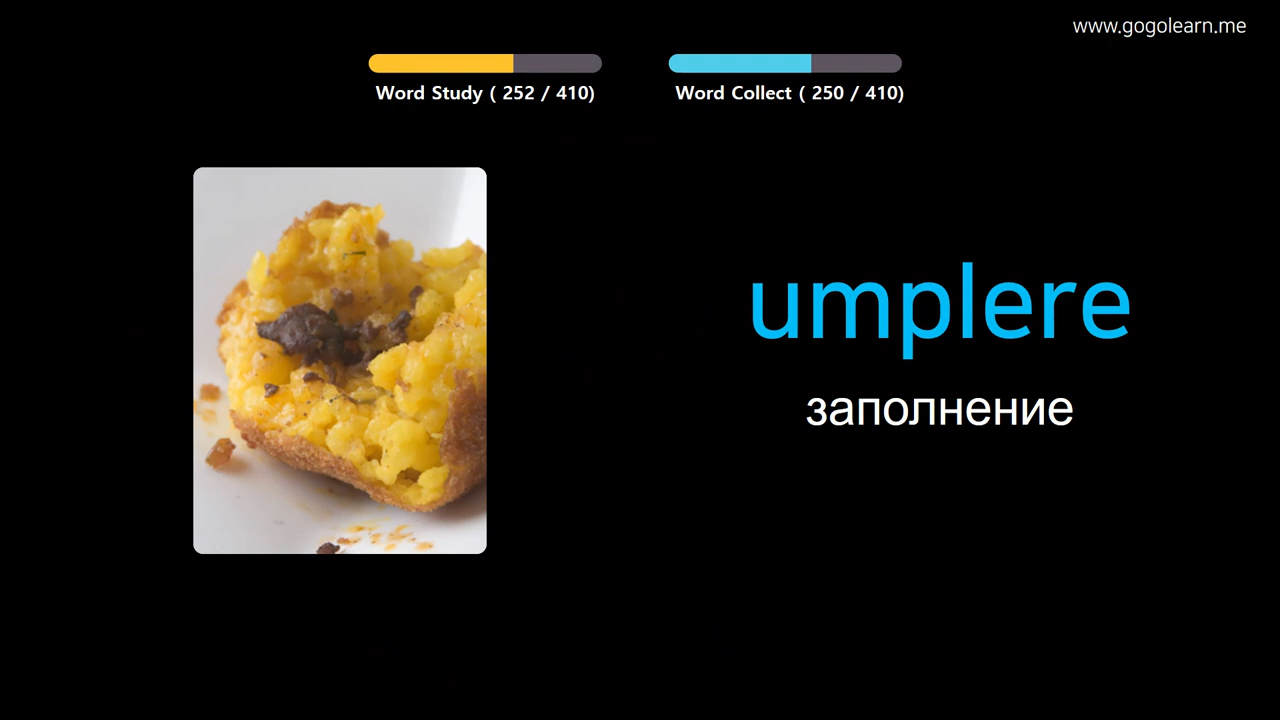 www.gogolearn.me
Word Study ( 252 / 410)
Word Collect ( 250 / 410)
umplere
заполнение